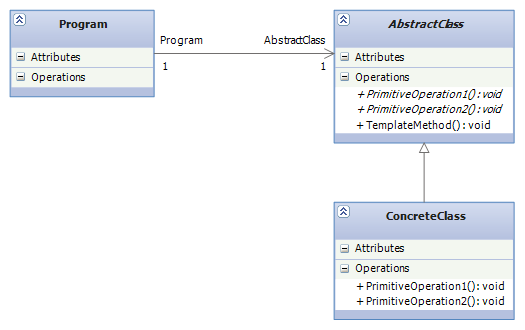 Program
Attributes
Operations
Program
AbstractClass
1
1
AbstractClass
Attributes
Operations
+ PrimitiveOperation1(): void
+ PrimitiveOperation2(): void
+ TemplateMethod(): void
ConcreteClass
Attributes
Operations
+ PrimitiveOperation1(): void
+ PrimitiveOperation2(): void